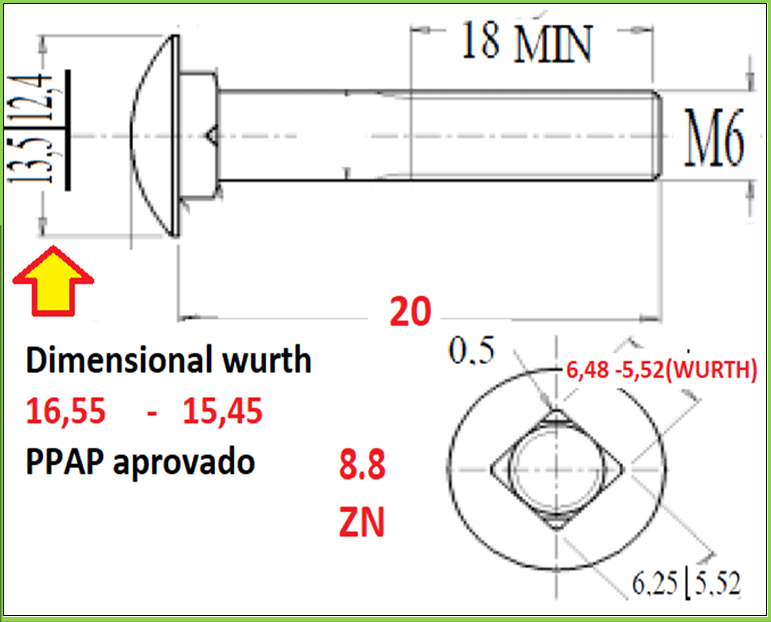 18 MIN
12,4
13,5
M6
20
Dimensional wurth
16,55 - 15,45
PPAP aprovado
8.8
ZN
0.5
6,48 -5,52(WURTH)
6,25 5,52